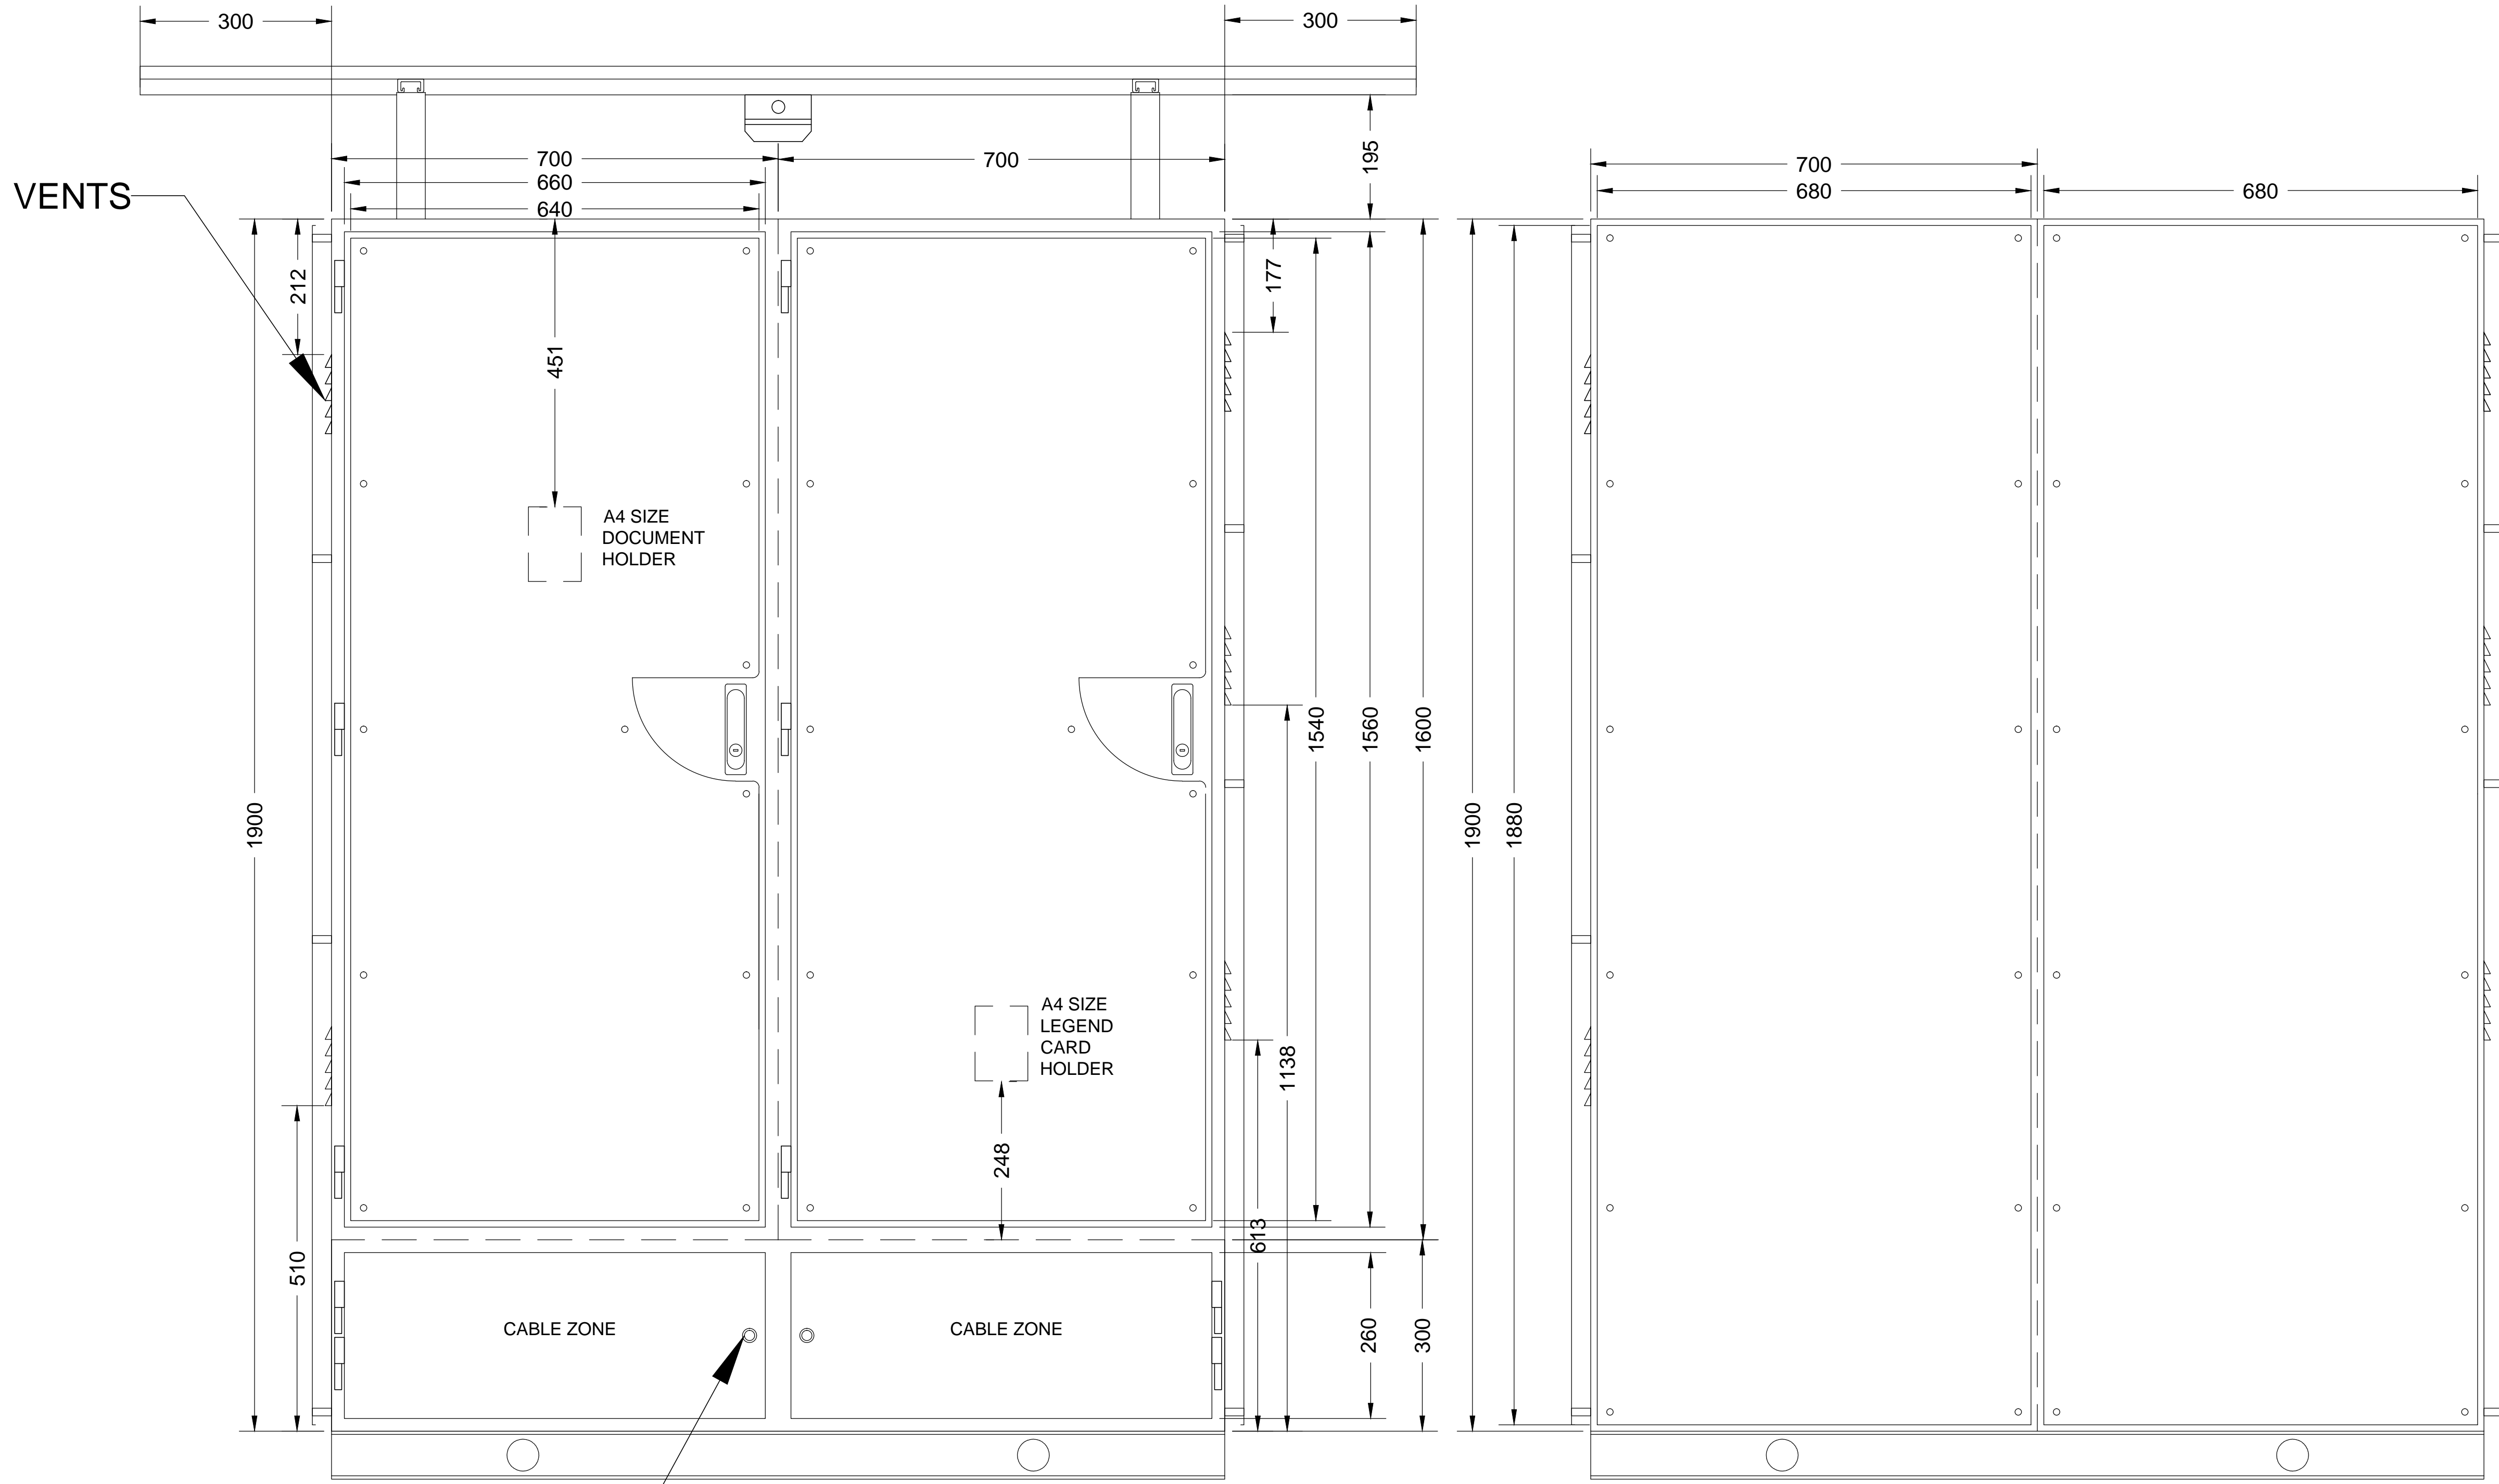 300
300
195
700
700
700
VENTS
660
680
680
640
212
177
451
A4 SIZE
DOCUMENT
HOLDER
1540
1560
1600
1900
1900
1880
A4 SIZE
LEGEND
CARD
HOLDER
1138
248
613
510
CABLE ZONE
CABLE ZONE
260
300